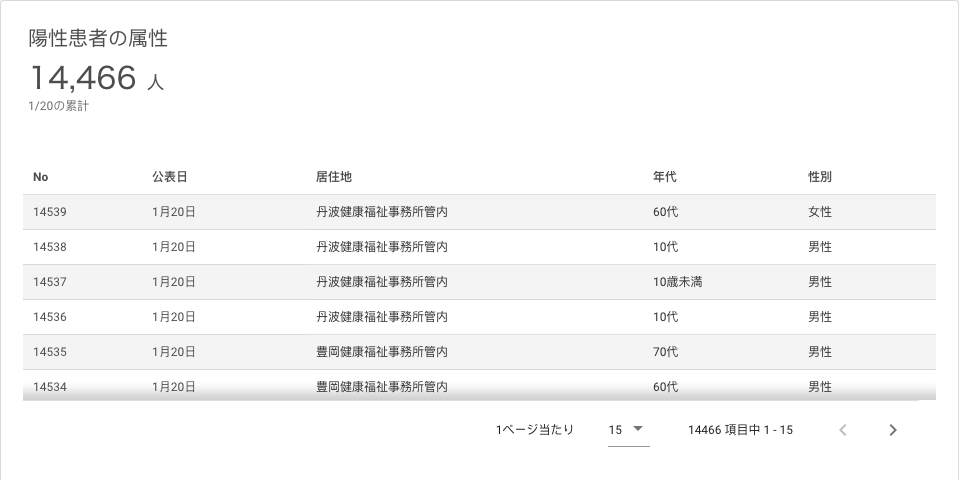 陽性患者の属性
14,466 人
1/20の累計
No 公表日 居住地 年代 性別
14539 1月20日 丹波健康福祉事務所管内 60代 女性
14538 1月20日 丹波健康福祉事務所管内 10代 男性
14537 1月20日 丹波健康福祉事務所管内 10歳未満 男性
14536 1月20日 丹波健康福祉事務所管内 10代 男性
14535 1月20日 豊岡健康福祉事務所管内 70代 男性
14534 1月20日 豊岡健康福祉事務所管内 60代 男性
1ページ当たり 15 14466 項目中 1 - 15